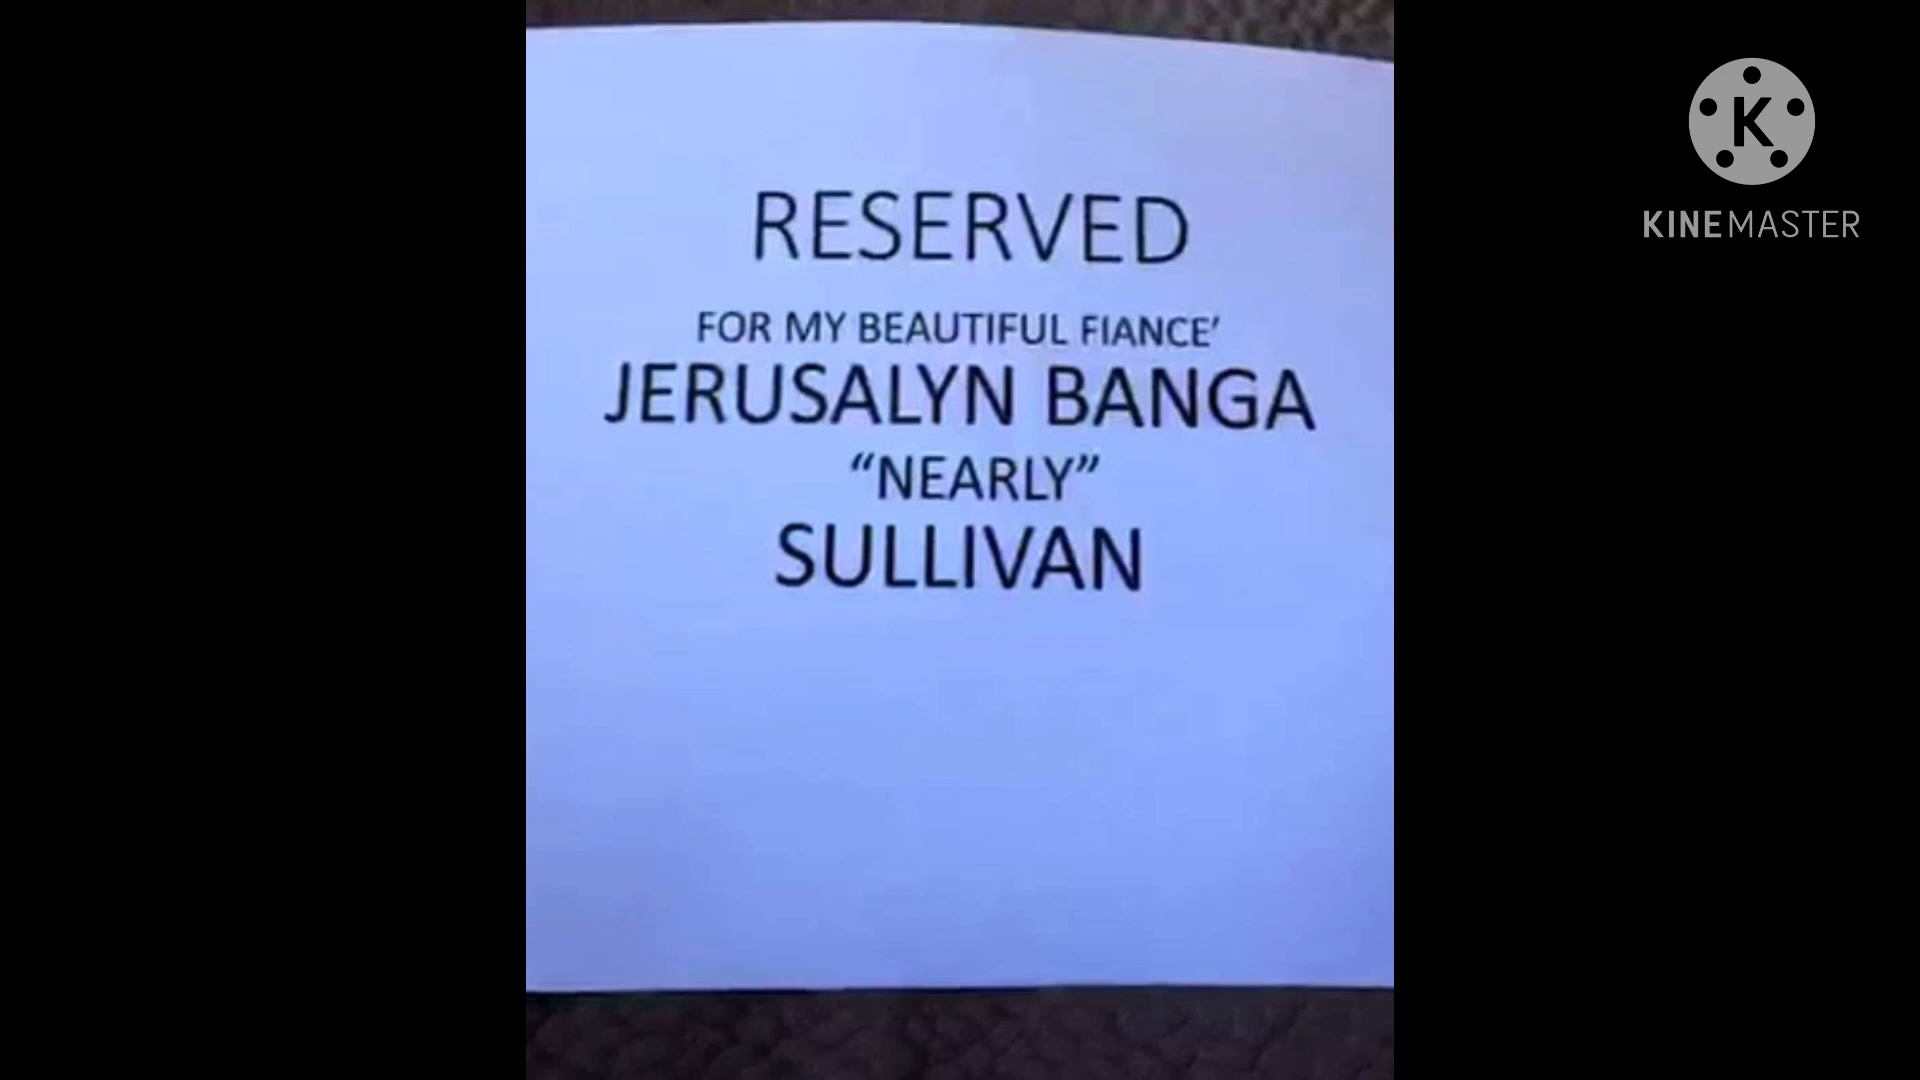 RESERVED
FOR MY BEAUTIFUL FIANCE’
JERUSALYN BANGA
“NEARLY”
SULLIVAN
K
KINEMASTER